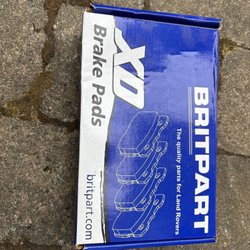 BRITPART
The quality parts for Land Rovers
XD
Brake Pads
britpart.com